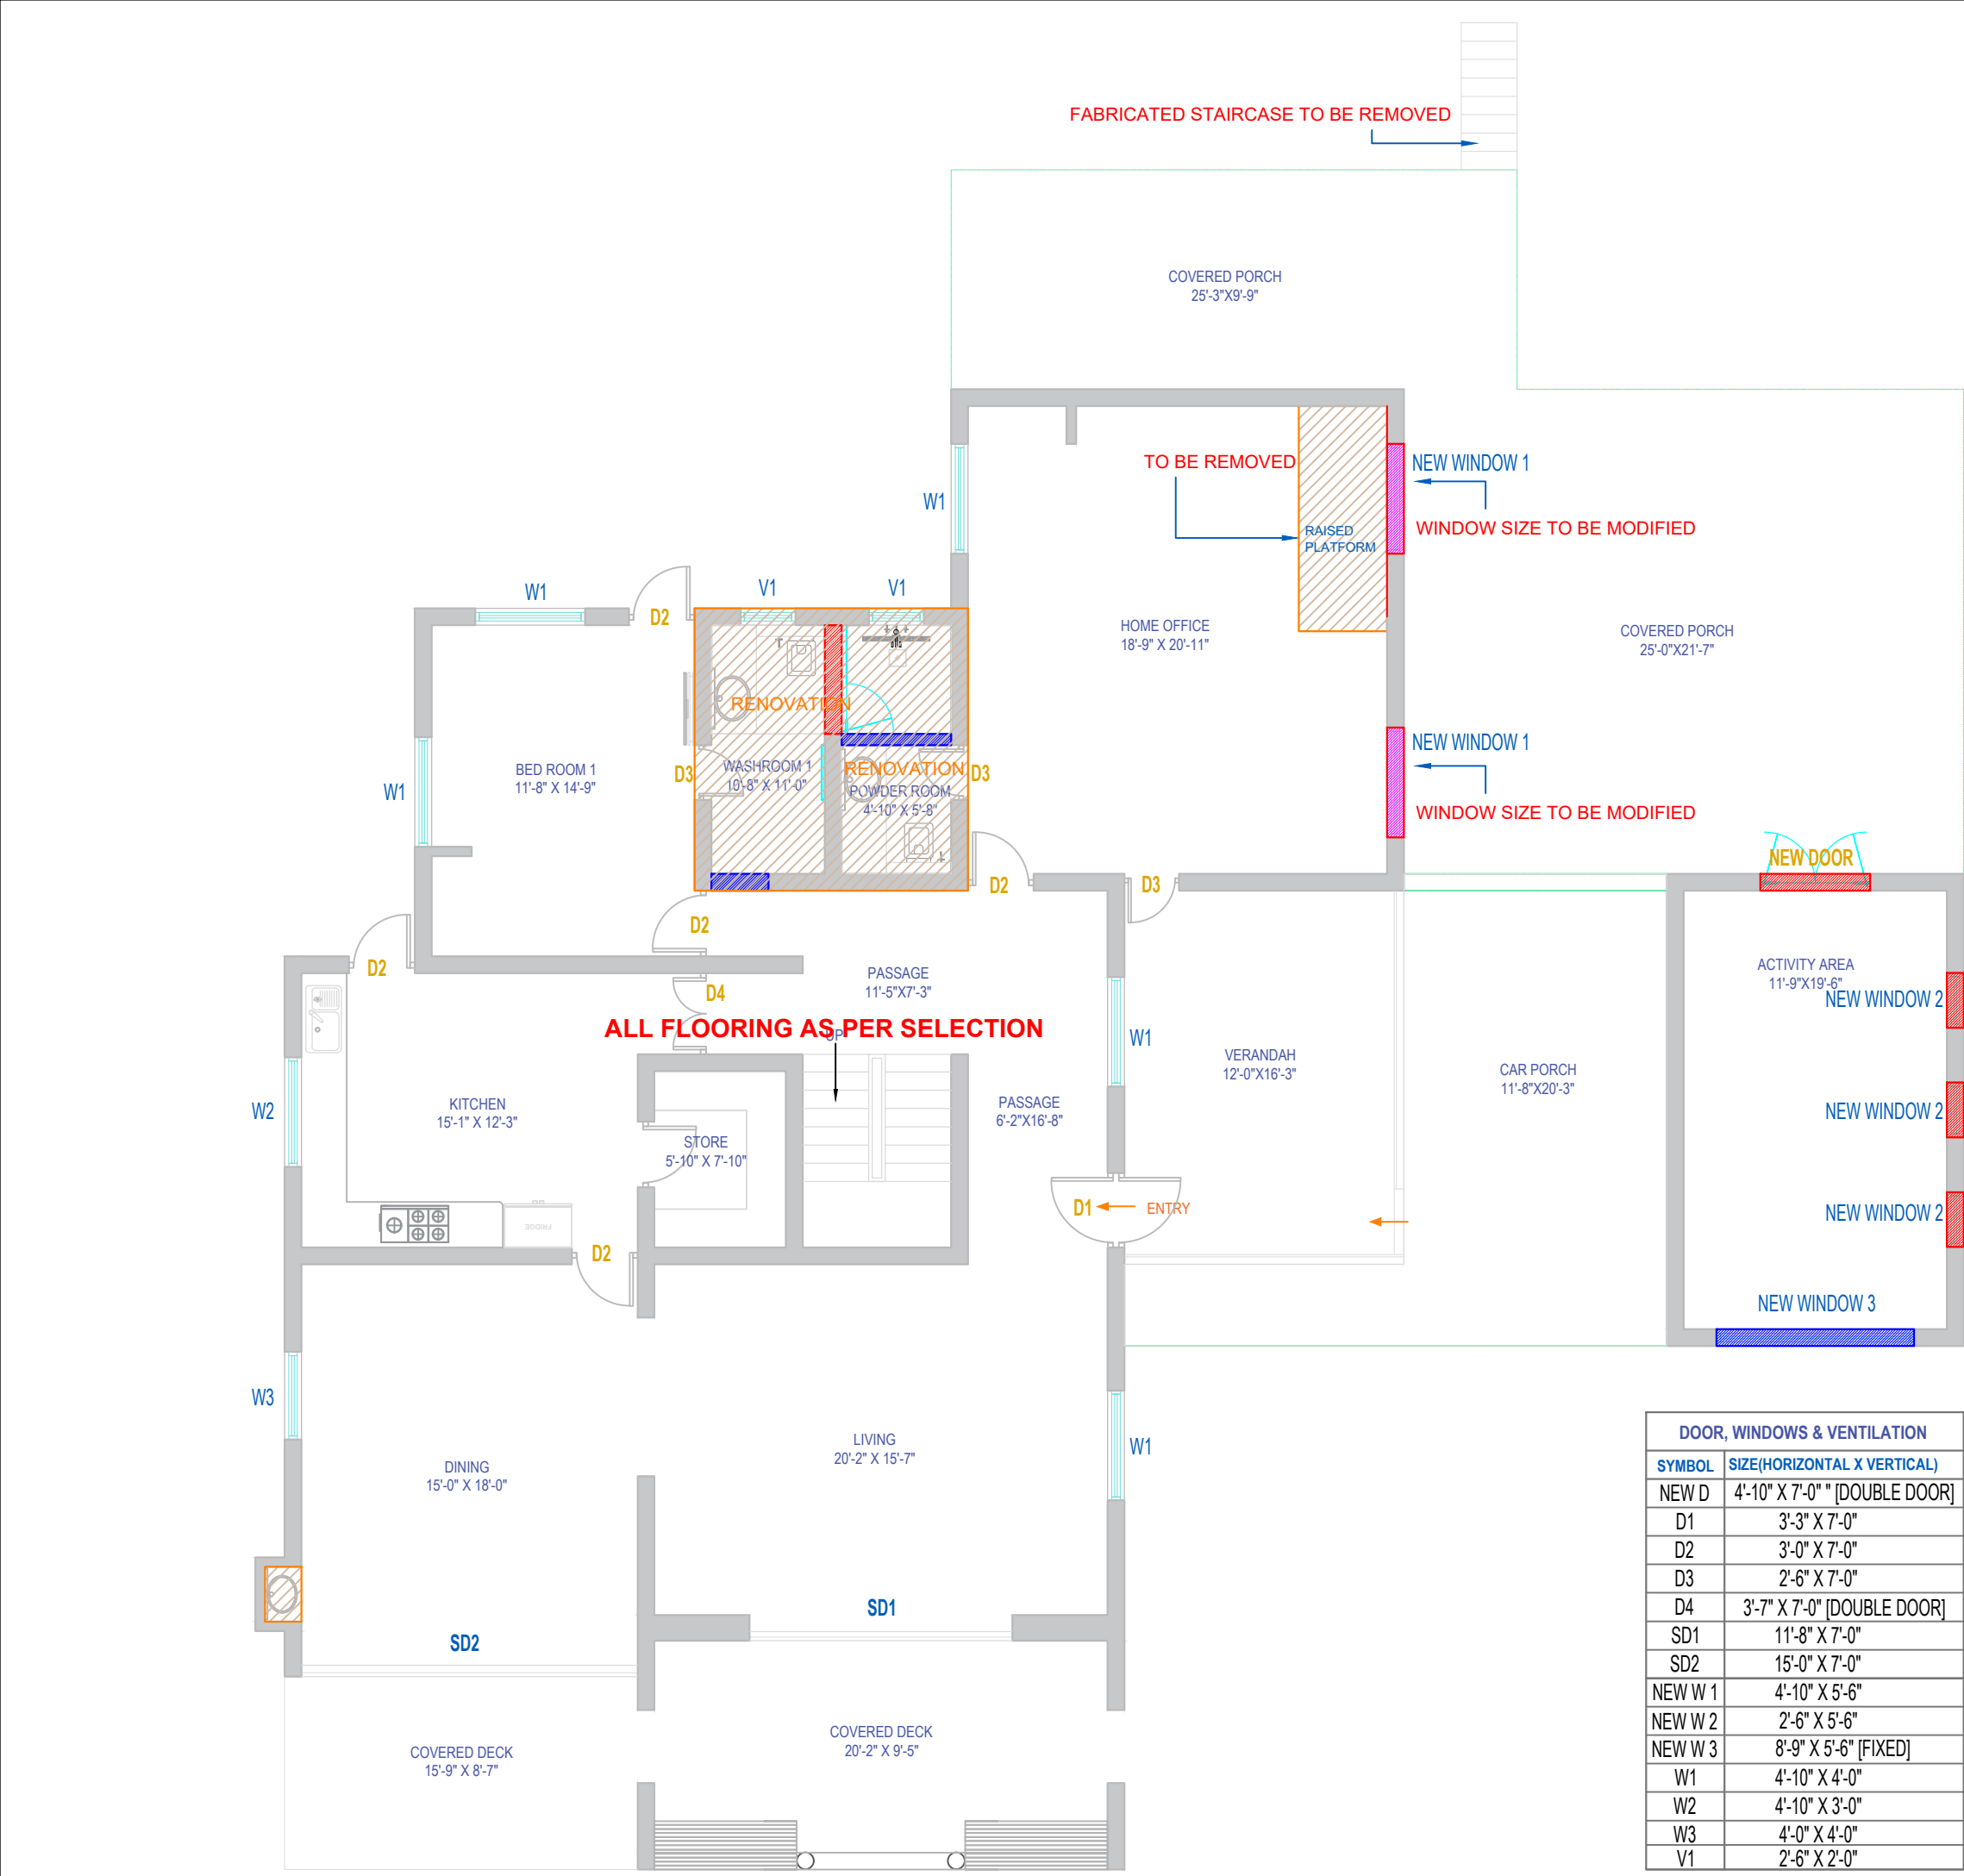 FABRICATED STAIRCASE TO BE REMOVED
COVERED PORCH
25'-3"X9'-9"
TO BE REMOVED
NEW WINDOW 1
W1
WINDOW SIZE TO BE MODIFIED
RAISED
PLATFORM
W1
V1
V1
D2
HOME OFFICE
18'-9" X 20'-11"
COVERED PORCH
25'-0"X21'-7"
RENOVATION
NEW WINDOW 1
BED ROOM 1
11'-8" X 14'-9"
D3
WASHROOM 1
10'-8" X 11'-0"
RENOVATION
D3
POWDER ROOM
4'-10" X 5'-8"
W1
WINDOW SIZE TO BE MODIFIED
NEW DOOR
D2
D3
D2
D2
PASSAGE
11'-5"X7'-3"
ACTIVITY AREA
11'-9"X19'-6"
D4
NEW WINDOW 2
ALL FLOORING AS PER SELECTION
UP
W1
VERANDAH
12'-0"X16'-3"
CAR PORCH
11'-8"X20'-3"
W2
KITCHEN
15'-1" X 12'-3"
PASSAGE
6'-2"X16'-8"
NEW WINDOW 2
STORE
5'-10" X 7'-10"
D1
ENTRY
NEW WINDOW 2
FRIDGE
D2
NEW WINDOW 3
W3
LIVING
20'-2" X 15'-7"
W1
DINING
15'-0" X 18'-0"
SD1
SD2
COVERED DECK
20'-2" X 9'-5"
COVERED DECK
15'-9" X 8'-7"
DOOR, WINDOWS & VENTILATION
SYMBOL SIZE(HORIZONTAL X VERTICAL)
NEW D 4'-10" X 7'-0" " [DOUBLE DOOR]
D1 3'-3" X 7'-0"
D2 3'-0" X 7'-0"
D3 2'-6" X 7'-0"
D4 3'-7" X 7'-0" [DOUBLE DOOR]
SD1 11'-8" X 7'-0"
SD2 15'-0" X 7'-0"
NEW W 1 4'-10" X 5'-6"
NEW W 2 2'-6" X 5'-6"
NEW W 3 8'-9" X 5'-6" [FIXED]
W1 4'-10" X 4'-0"
W2 4'-10" X 3'-0"
W3 4'-0" X 4'-0"
V1 2'-6" X 2'-0"